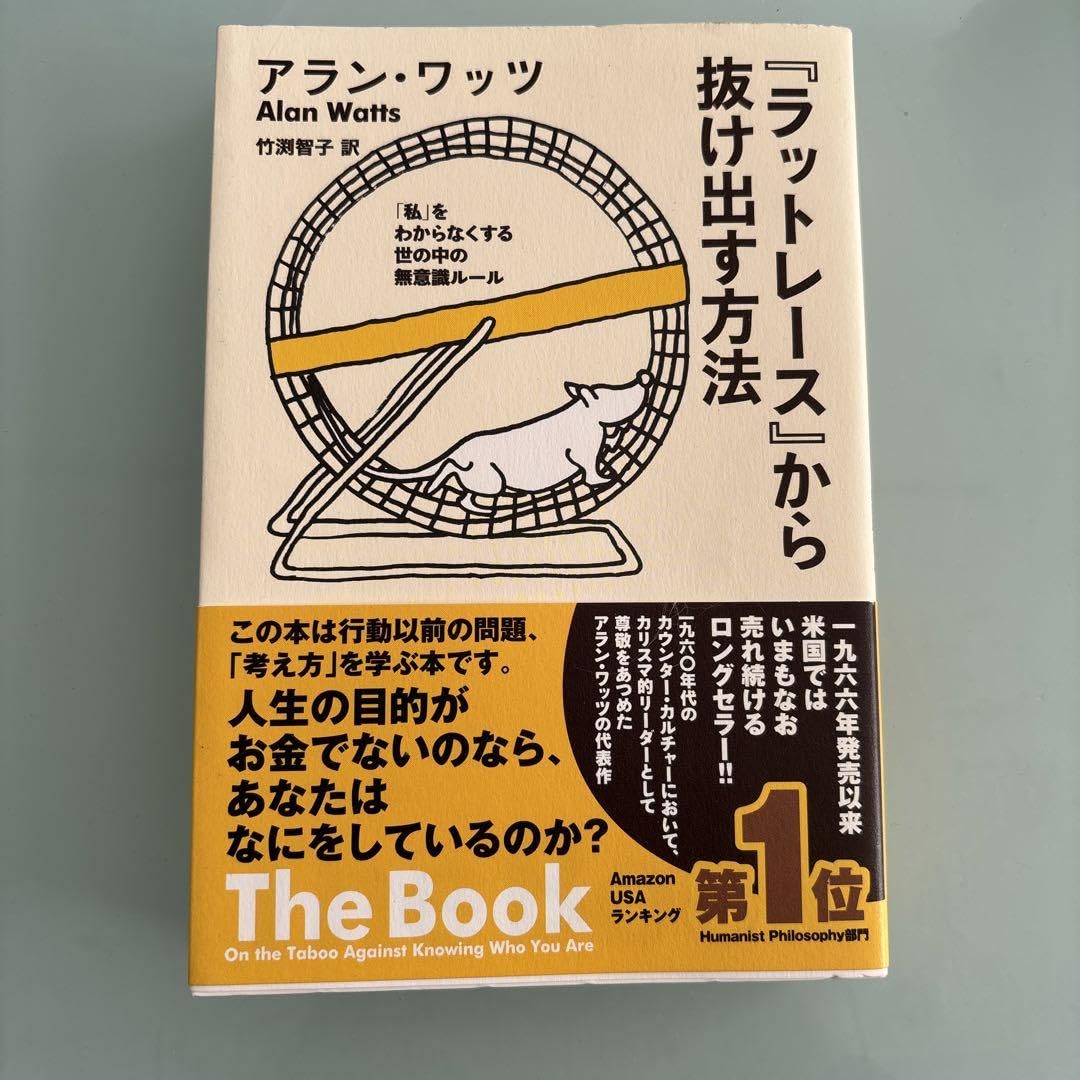 アラン・ワッツ
Alan Watts
竹渕智子 訳
『ラットレース』から
抜け出す方法
「私」を
わからなくする
世の中の
無意識ルール
この本は行動以前の問題、
「考え方」を学ぶ本です。
人生の目的が
お金でないのなら、
あなたは
なにをしているのか?
一九六六年発売以来
米国では
いまもなお
売れ続ける
ロングセラー!!
一九六〇年代の
カウンター・カルチャーにおいて、
カリスマ的リーダーとして
尊敬をあつめた
アラン・ワッツの代表作
The Book
On the Taboo Against Knowing Who You Are
Amazon
USA
ランキング
第1位
Humanist Philosophy部門